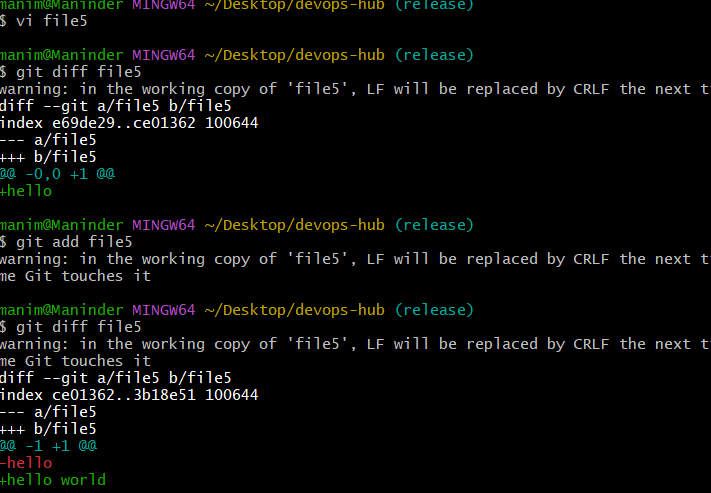 manim@Maninder MINGW64 ~/Desktop/devops-hub (release)
$ vi file5
manim@Maninder MINGW64 ~/Desktop/devops-hub (release)
$ git diff file5
warning: in the working copy of 'file5', LF will be replaced by CRLF the next t
diff --git a/file5 b/file5
index e69de29..ce01362 100644
--- a/file5
+++ b/file5
@@ -0,0 +1 @@
+hello
manim@Maninder MINGW64 ~/Desktop/devops-hub (release)
$ git add file5
warning: in the working copy of 'file5', LF will be replaced by CRLF the next ti
me Git touches it
manim@Maninder MINGW64 ~/Desktop/devops-hub (release)
$ git diff file5
warning: in the working copy of 'file5', LF will be replaced by CRLF the next ti
me Git touches it
diff --git a/file5 b/file5
index ce01362..3b18e51 100644
--- a/file5
+++ b/file5
@@ -1 +1 @@
-hello
+hello world